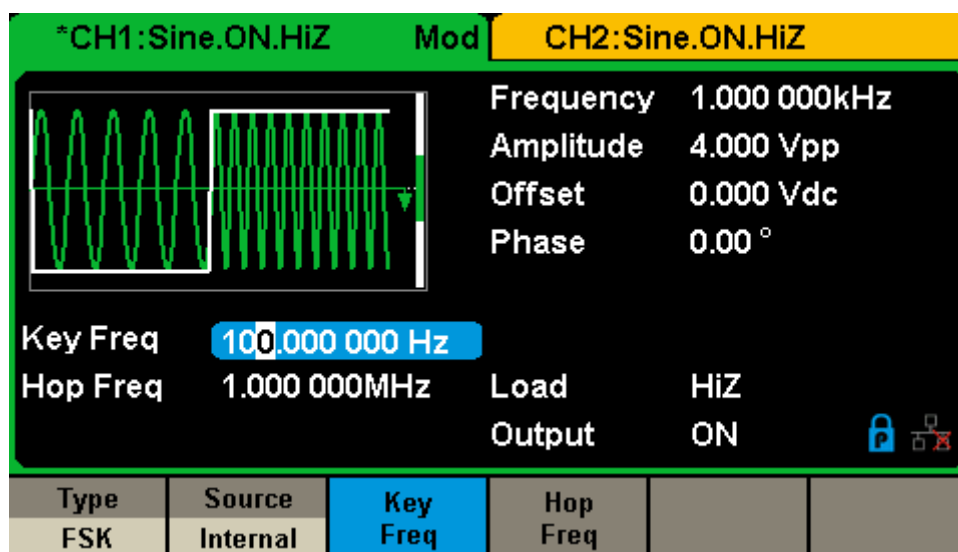 *CH1:Sine.ON.HiZ Mod CH2:Sine.ON.HiZ
Frequency 1.000 000kHz
Amplitude 4.000 Vpp
Offset 0.000 Vdc
Phase 0.00 °
Key Freq 100.000 000 Hz
Hop Freq 1.000 000MHz Load HiZ
Output ON P
Type Source Key Hop
FSK Internal Freq Freq